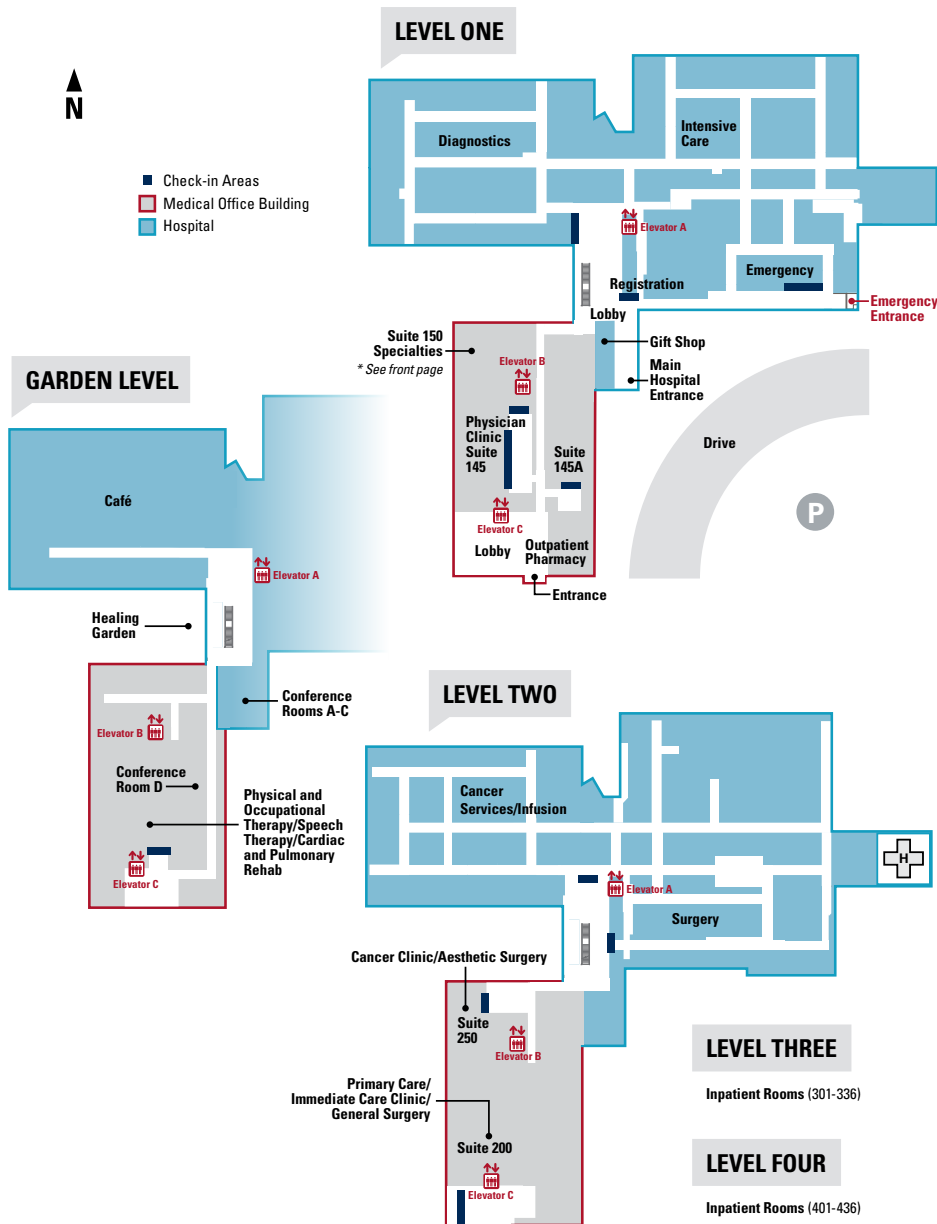 LEVEL ONE
N
Check-in Areas
Medical Office Building
Hospital
Diagnostics
Intensive
Care
Elevator A
Registration
Emergency
Emergency
Entrance
Lobby
Gift Shop
Main
Hospital
Entrance
Suite 150
Specialties
* See front page
Elevator B
Physician
Clinic
Suite
145
Suite
145A
Elevator C
Lobby
Outpatient
Pharmacy
Entrance
Drive
P
GARDEN LEVEL
Café
Elevator A
Healing
Garden
Conference
Rooms A-C
Elevator B
Conference
Room D
Physical and
Occupational
Therapy/Speech
Therapy/Cardiac
and Pulmonary
Rehab
Elevator C
LEVEL TWO
Cancer
Services/Infusion
H
Elevator A
Surgery
Cancer Clinic/Aesthetic Surgery
Suite
250
Elevator B
Primary Care/
Immediate Care Clinic/
General Surgery
Suite 200
Elevator C
LEVEL THREE
Inpatient Rooms (301-336)
LEVEL FOUR
Inpatient Rooms (401-436)